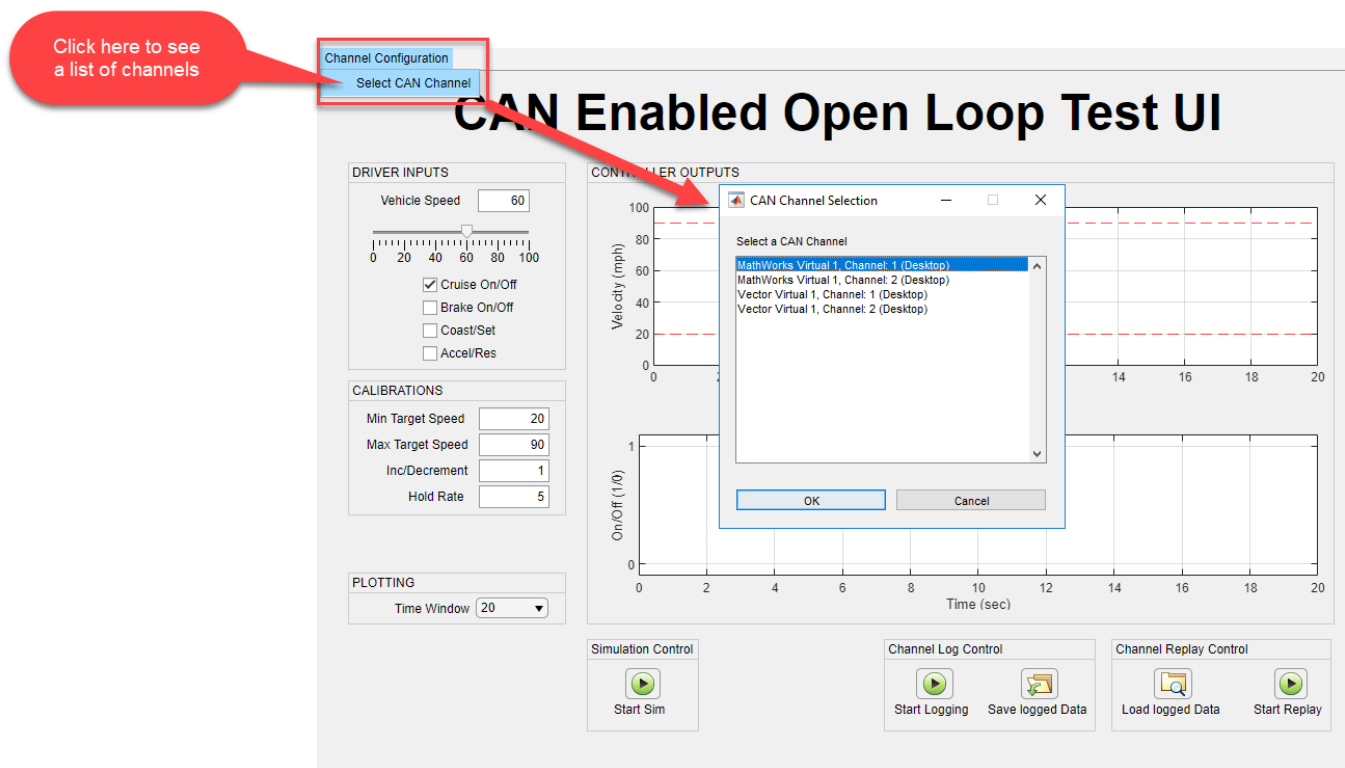 Click here to see
a list of channels
Channel Configuration
Select CAN Channel
CAN Enabled Open Loop Test UI
DRIVER INPUTS
Vehicle Speed 60
0 20 40 60 80 100
Cruise On/Off
Brake On/Off
Coast/Set
Accel/Res
CALIBRATIONS
Min Target Speed 20
Max Target Speed 90
Inc/Decrement 1
Hold Rate 5
PLOTTING
Time Window 20
CONTROLLER OUTPUTS
Velocity (mph)
100
80
60
40
20
0
0 14 16 18 20
CAN Channel Selection
Select a CAN Channel
MathWorks Virtual 1, Channel: 1 (Desktop)
MathWorks Virtual 1, Channel: 2 (Desktop)
Vector Virtual 1, Channel: 1 (Desktop)
Vector Virtual 1, Channel: 2 (Desktop)
OK Cancel
On/Off (1/0)
1
0
0 2 4 6 8 10 12 14 16 18 20
Time (sec)
Simulation Control
Start Sim
Channel Log Control
Start Logging Save logged Data
Channel Replay Control
Load logged Data Start Replay